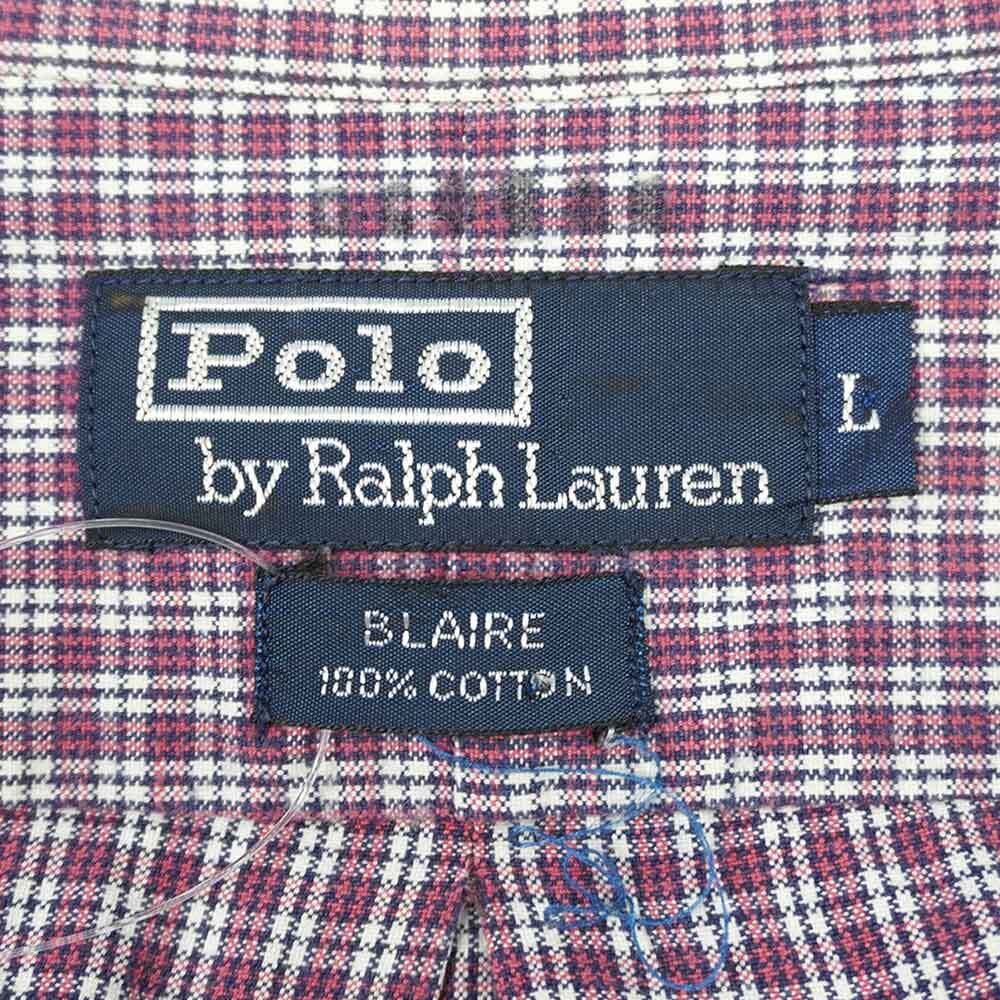 Polo
by Ralph Lauren
L
BLAIRE
100% COTTON